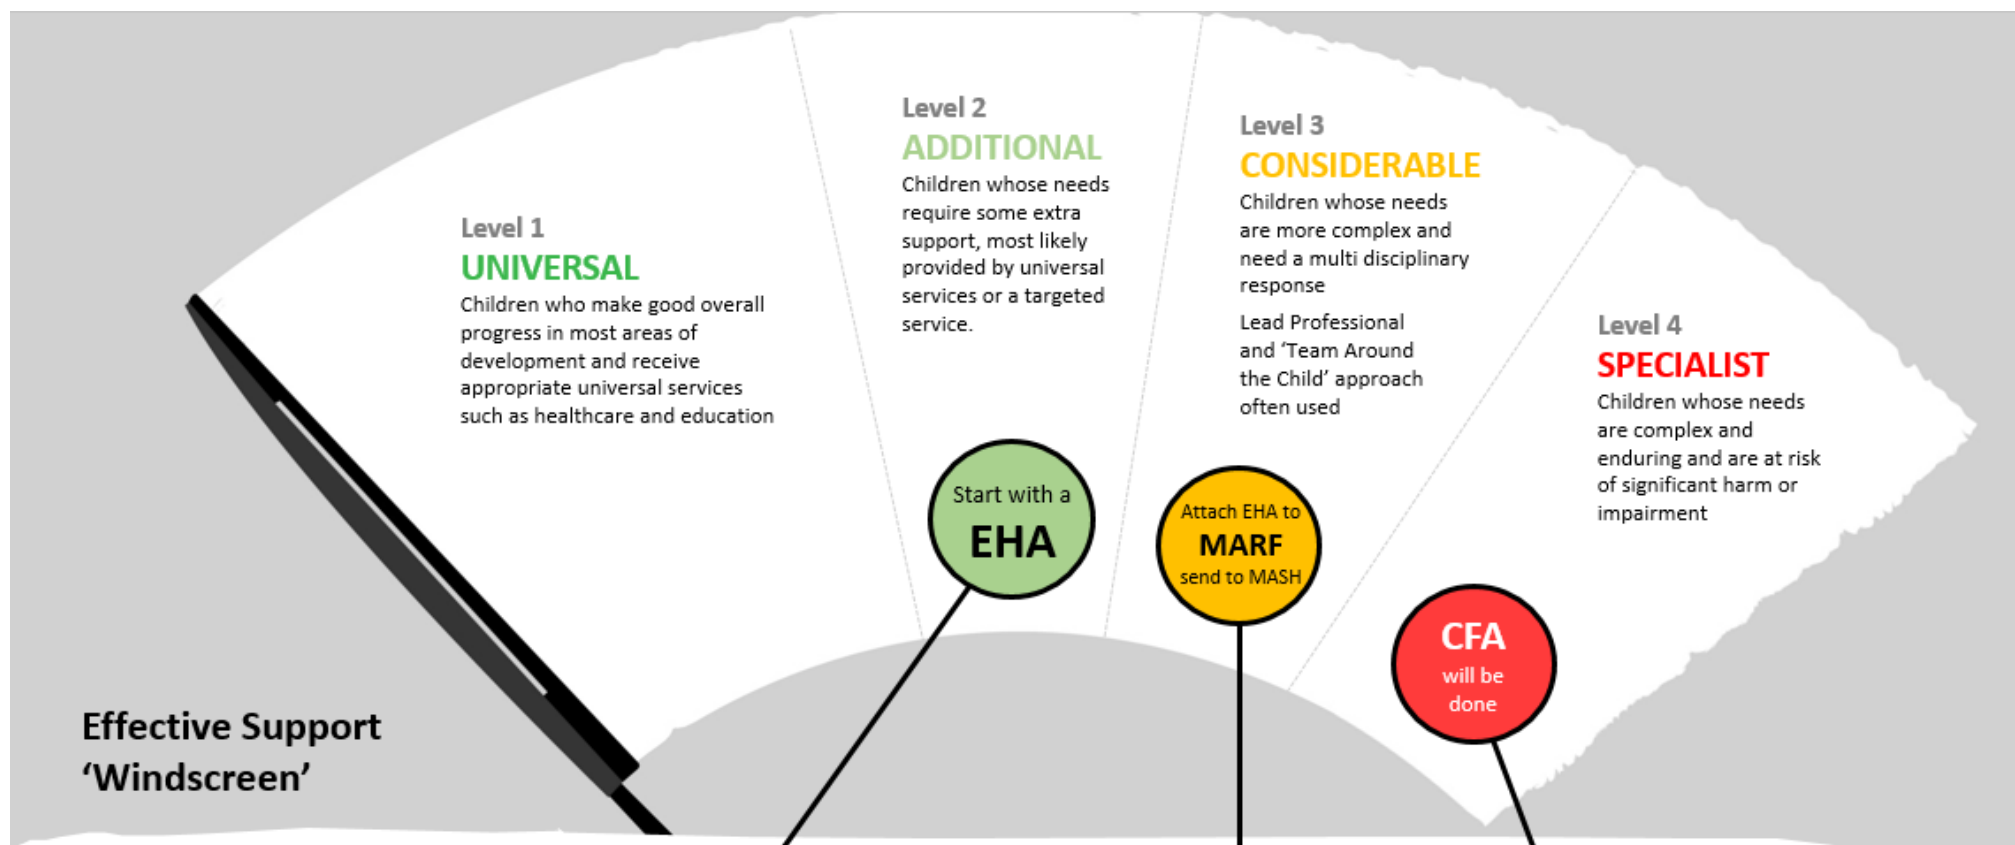 Level 1
UNIVERSAL
Children who make good overall
progress in most areas of
development and receive
appropriate universal services
such as healthcare and education
Level 2
ADDITIONAL
Children whose needs
require some extra
support, most likely
provided by universal
services or a targeted
service.
Start with a
EHA
Level 3
CONSIDERABLE
Children whose needs
are more complex and
need a multi disciplinary
response
Lead Professional
and ‘Team Around
the Child’ approach
often used
Attach EHA to
MARF
send to MASH
Level 4
SPECIALIST
Children whose needs
are complex and
enduring and are at risk
of significant harm or
impairment
CFA
will be
done
Effective Support
‘Windscreen’